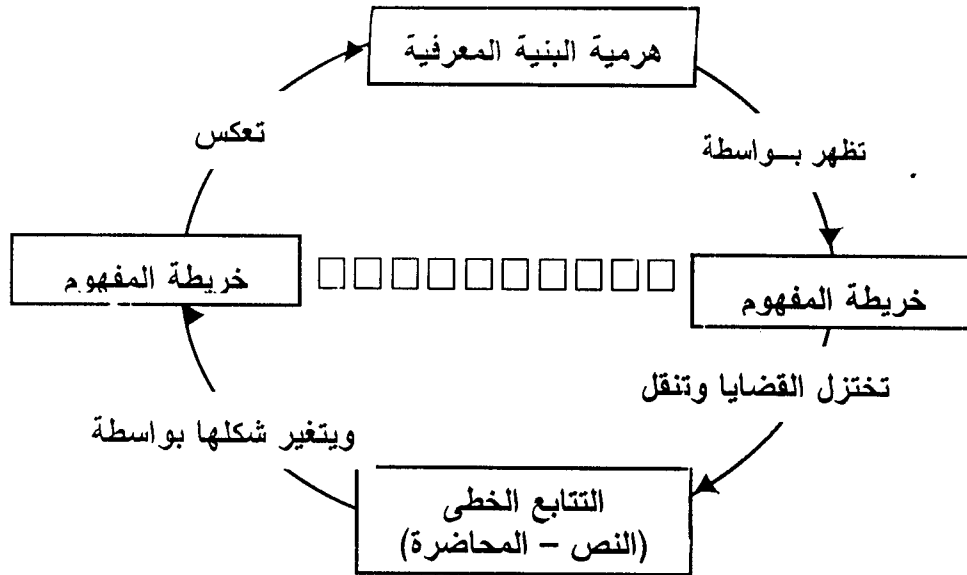 هرمية البنية المعرفية
تعكس
تظهر بــواسطة
خريطة المفهوم
خريطة المفهوم
تختزل القضايا وتنقل
ويتغير شكلها بواسطة
التتابع الخطى
(النص – المحاضرة)